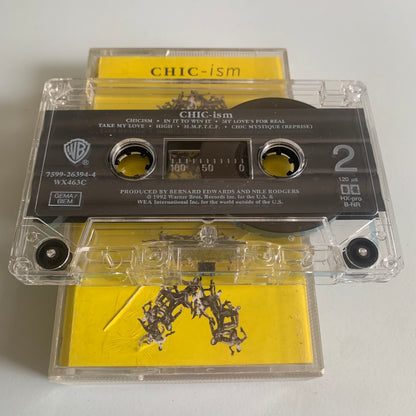 CHIC-ism
CHIC-ism
CHICISM • IN IT TO WIN IT • MY LOVE'S FOR REAL
TAKE MY LOVE • HIGH • M.M.F.T.C.F. • CHIC MYSTIQUE (REPRISE)
WB
7599-26394-4
WX463C
GEMA/
BIEM
100 50 0
2
120 µs
HX-pro
B-NR
PRODUCED BY BERNARD EDWARDS AND NILE RODGERS
© 1992 Warner Bros. Records Inc. for the U.S. &
WEA International Inc. for the world outside of the U.S.